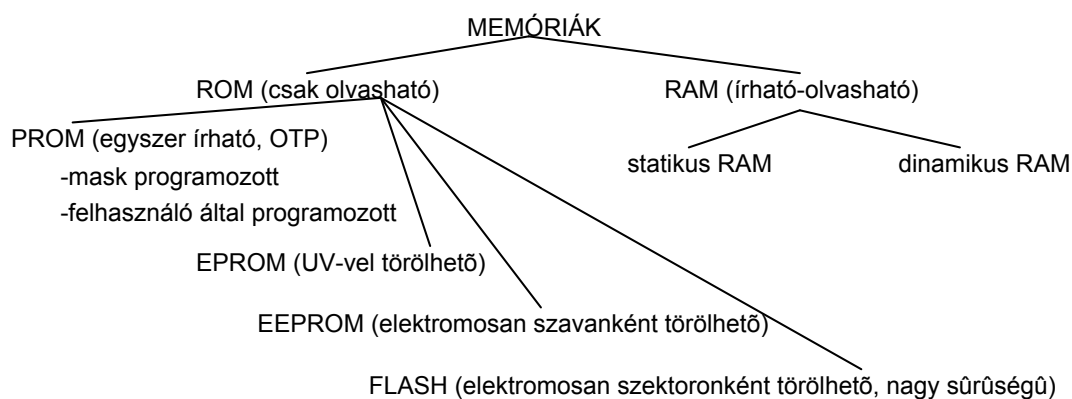 MEMÓRIÁK
ROM (csak olvasható)
RAM (írható-olvasható)
PROM (egyszer írható, OTP)
-mask programozott
-felhasználó által programozott
statikus RAM
dinamikus RAM
EPROM (UV-vel törölhetõ)
EEPROM (elektromosan szavanként törölhetõ)
FLASH (elektromosan szektoronként törölhetõ, nagy sûrûségû)